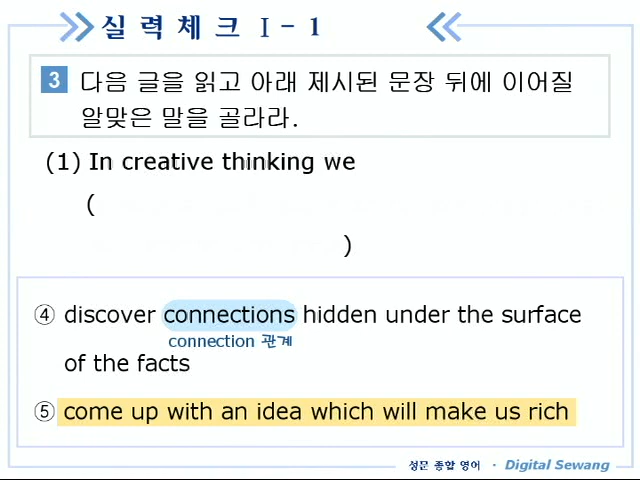 실 력 체 크 I - 1
3 다음 글을 읽고 아래 제시된 문장 뒤에 이어질
알맞은 말을 골라라.
(1) In creative thinking we
(
)
④ discover connections hidden under the surface
connection 관계
of the facts
⑤ come up with an idea which will make us rich
성문 종합 영어 · Digital Sewang